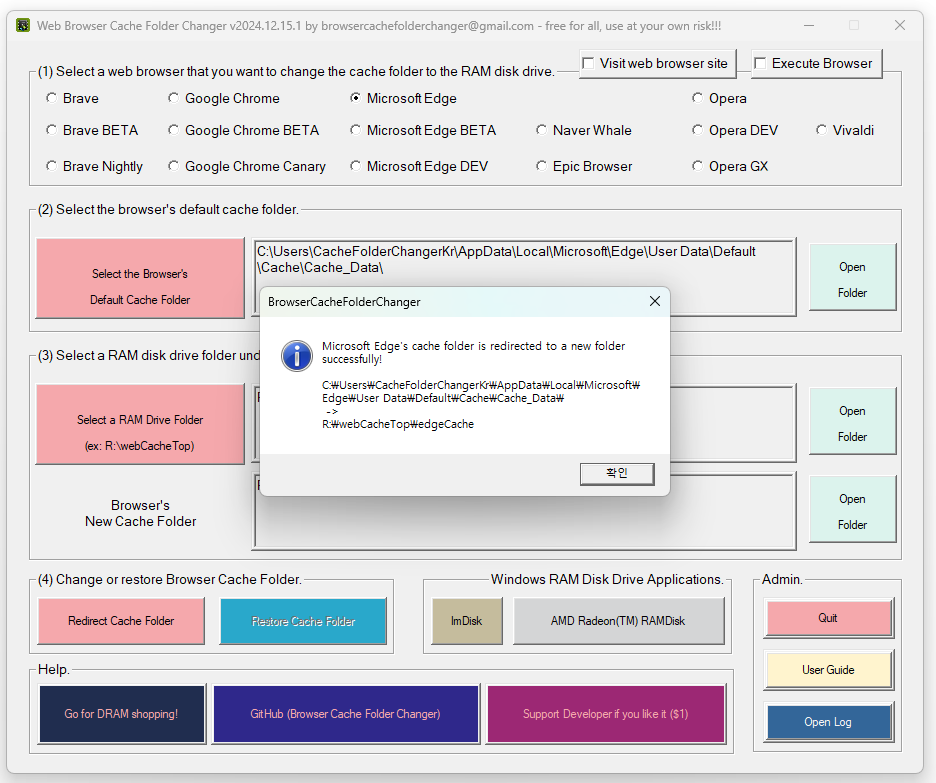 Web Browser Cache Folder Changer v2024.12.15.1 by browsercachefolderchanger@gmail.com - free for all, use at your own risk!!!
(1) Select a web browser that you want to change the cache folder to the RAM disk drive.
Visit web browser site
Execute Browser
Brave
Google Chrome
Microsoft Edge
Opera
Brave BETA
Google Chrome BETA
Microsoft Edge BETA
Naver Whale
Opera DEV
Vivaldi
Brave Nightly
Google Chrome Canary
Microsoft Edge DEV
Epic Browser
Opera GX
(2) Select the browser's default cache folder.
Select the Browser's
Default Cache Folder
C:\Users\CacheFolderChangerKr\AppData\Local\Microsoft\Edge\User Data\Default
\Cache\Cache_Data\
Open
Folder
BrowserCacheFolderChanger
Microsoft Edge's cache folder is redirected to a new folder
successfully!
C:₩Users₩CacheFolderChangerKr₩AppData₩Local₩Microsoft₩
Edge₩User Data₩Default₩Cache₩Cache_Data₩
->
R:₩webCacheTop₩edgeCache
확인
(3) Select a RAM disk drive folder und
Select a RAM Drive Folder
(ex: R:\webCacheTop)
Open
Folder
Browser's
New Cache Folder
Open
Folder
(4) Change or restore Browser Cache Folder.
Redirect Cache Folder
Restore Cache Folder
Windows RAM Disk Drive Applications.
ImDisk
AMD Radeon(TM) RAMDisk
Admin.
Quit
User Guide
Open Log
Help.
Go for DRAM shopping!
GitHub (Browser Cache Folder Changer)
Support Developer if you like it ($1)